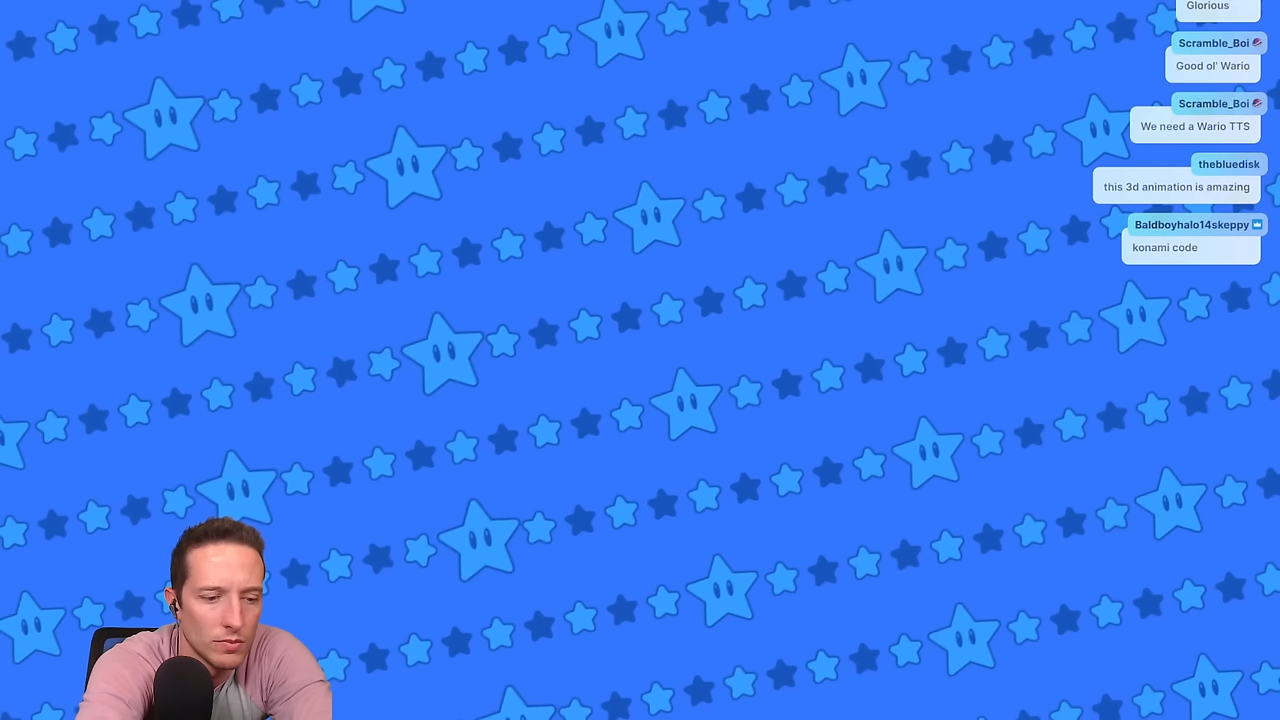 Glorious
Scramble_Boi
Good ol' Wario
Scramble_Boi
We need a Wario TTS
thebluedisk
this 3d animation is amazing
Baldboyhalo14skeppy
konami code